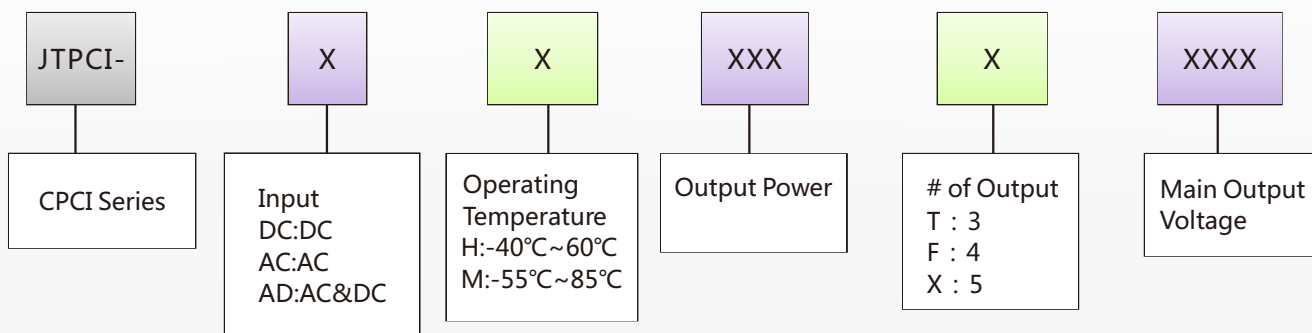 JTPCI-
X
X
XXX
X
XXXX
CPCI Series
Input
DC:DC
AC:AC
AD:AC&DC
Operating
Temperature
H:-40℃~60℃
M:-55℃~85℃
Output Power
# of Output
T : 3
F : 4
X : 5
Main Output
Voltage